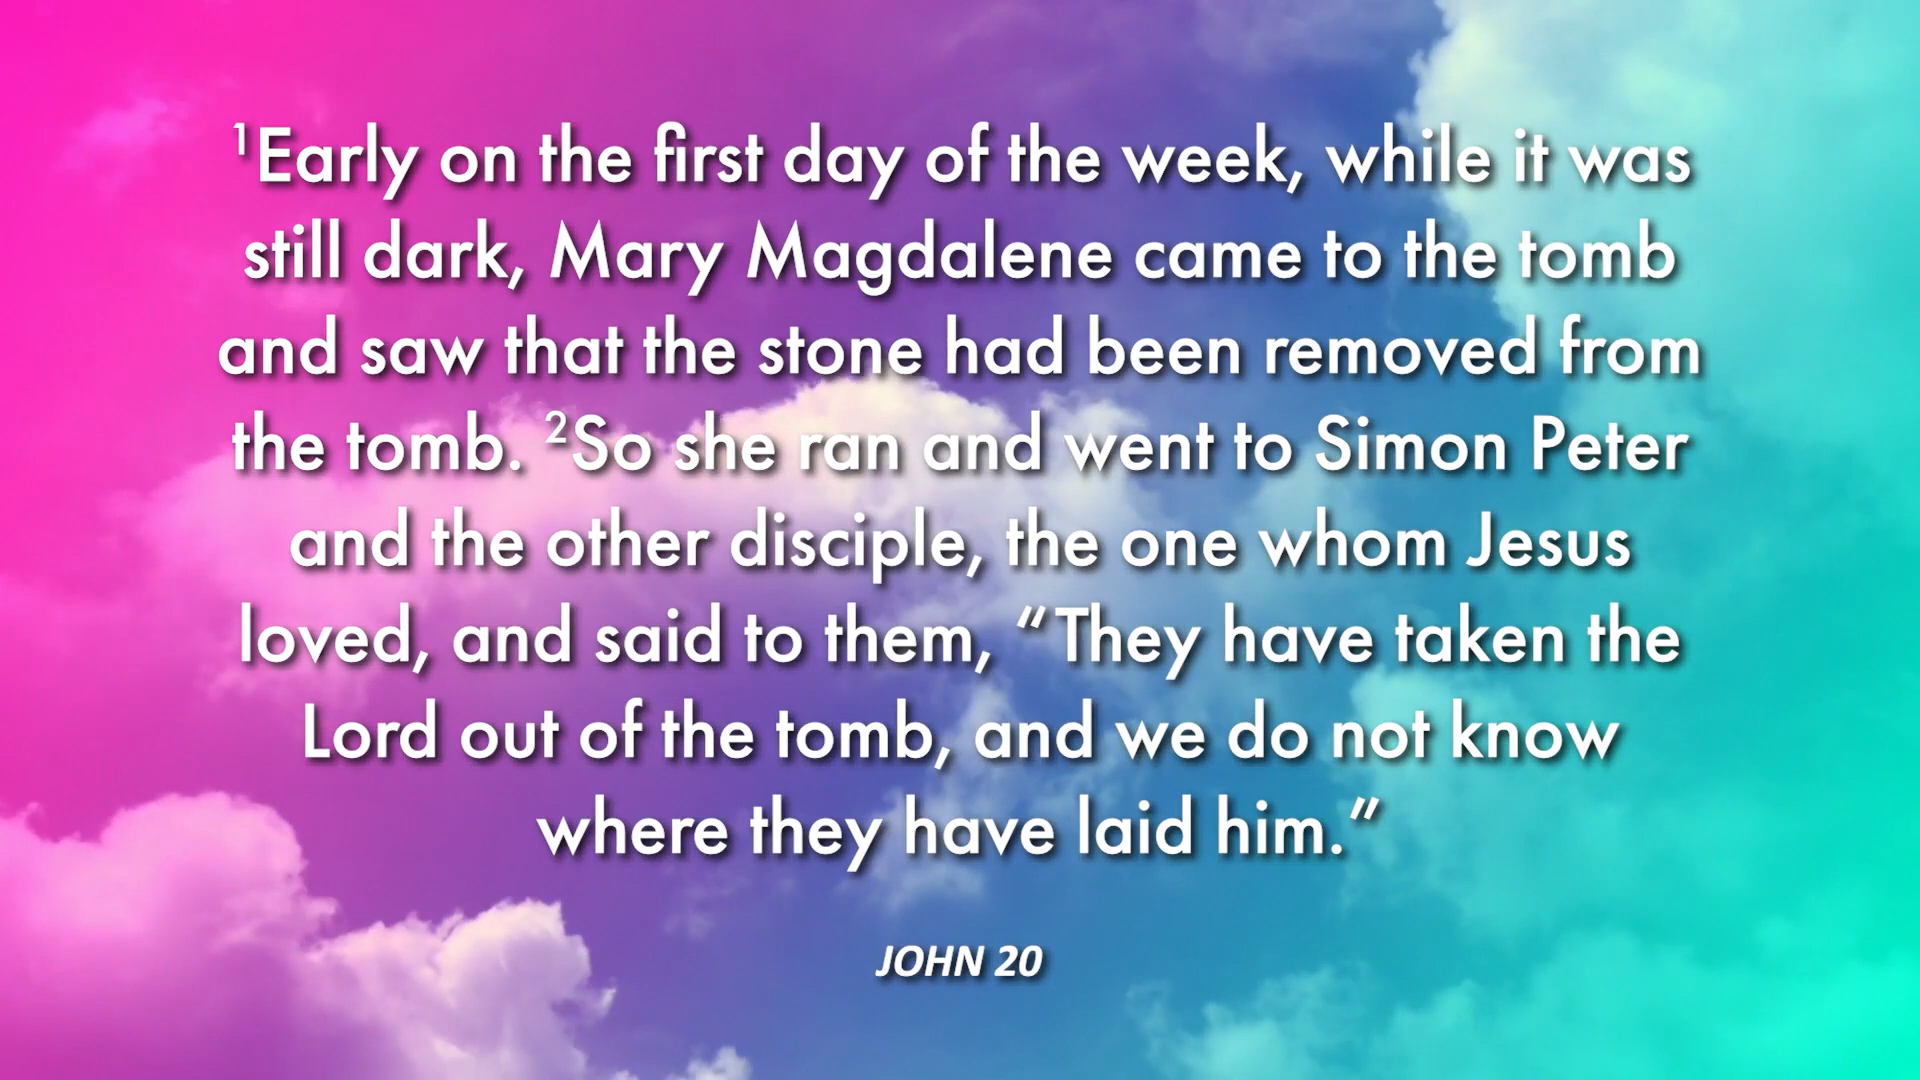 ¹Early on the first day of the week, while it was
still dark, Mary Magdalene came to the tomb
and saw that the stone had been removed from
the tomb. ²So she ran and went to Simon Peter
and the other disciple, the one whom Jesus
loved, and said to them, “They have taken the
Lord out of the tomb, and we do not know
where they have laid him.”
JOHN 20